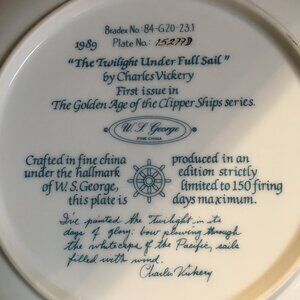 Bradex No: 84-G20-23.1
1989 Plate No.: 15277D
"The Twilight Under Full Sail"
by Charles Vickery
First issue in
The Golden Age of the Clipper Ships series.
W. S. George
FINE CHINA
Crafted in fine china
under the hallmark
of W. S. George,
this plate is
produced in an
edition strictly
limited to 150 firing
days maximum.
I've painted the Twilight in its
days of glory: bow plowing through
the whitecaps of the Pacific, sails
filled with wind.
Charles Vickery